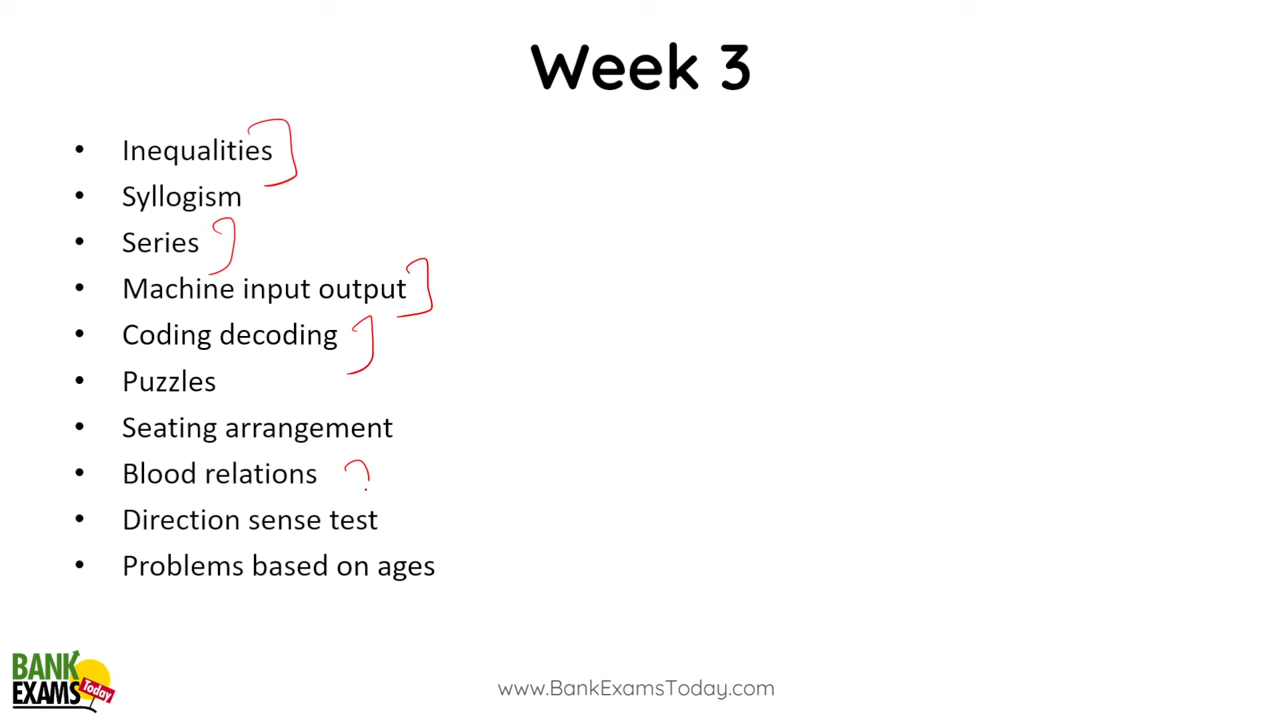 Week 3
• Inequalities
• Syllogism
• Series
• Machine input output
• Coding decoding
• Puzzles
• Seating arrangement
• Blood relations
• Direction sense test
• Problems based on ages
BANK
EXAMS Today
www.BankExamsToday.com